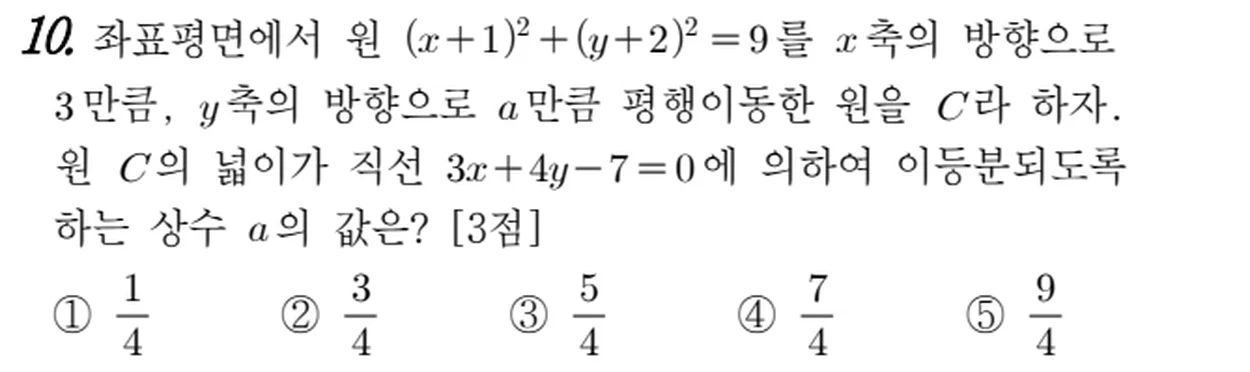 10. 좌표평면에서 원 (x+1)²+(y+2)²=9를 x축의 방향으로
3만큼, y축의 방향으로 a만큼 평행이동한 원을 C라 하자.
원 C의 넓이가 직선 3x+4y-7=0에 의하여 이등분되도록
하는 상수 a의 값은? [3점]
① 1/4 ② 3/4 ③ 5/4 ④ 7/4 ⑤ 9/4